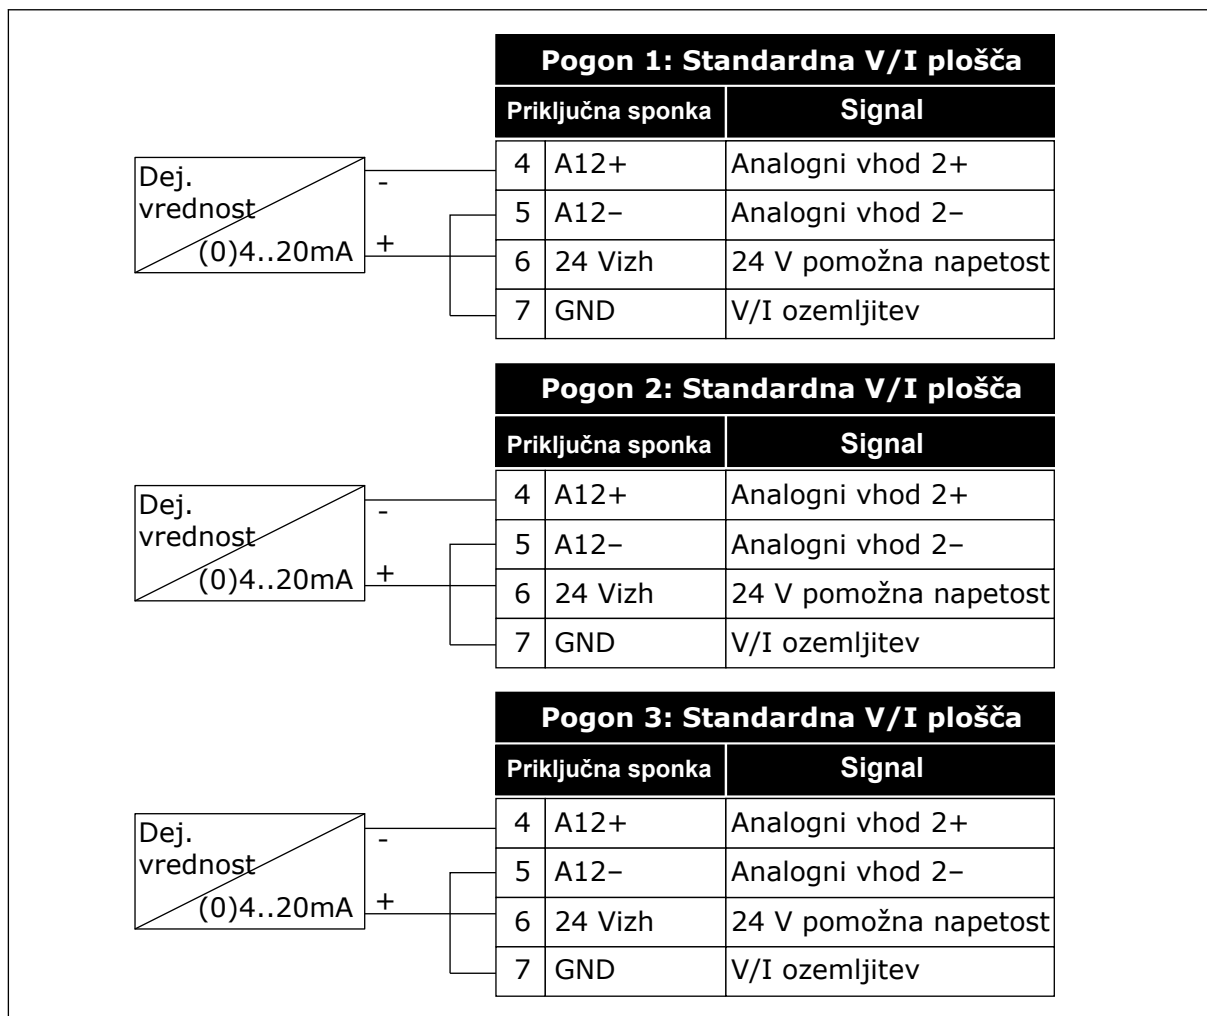 Pogon 1: Standardna V/I plošča
Priključna sponka Signal
Dej.
vrednost
(0)4..20mA
-
+
4 A12+ Analogni vhod 2+
5 A12– Analogni vhod 2–
6 24 Vizh 24 V pomožna napetost
7 GND V/I ozemljitev
Pogon 2: Standardna V/I plošča
Priključna sponka Signal
Dej.
vrednost
(0)4..20mA
-
+
4 A12+ Analogni vhod 2+
5 A12– Analogni vhod 2–
6 24 Vizh 24 V pomožna napetost
7 GND V/I ozemljitev
Pogon 3: Standardna V/I plošča
Priključna sponka Signal
Dej.
vrednost
(0)4..20mA
-
+
4 A12+ Analogni vhod 2+
5 A12– Analogni vhod 2–
6 24 Vizh 24 V pomožna napetost
7 GND V/I ozemljitev